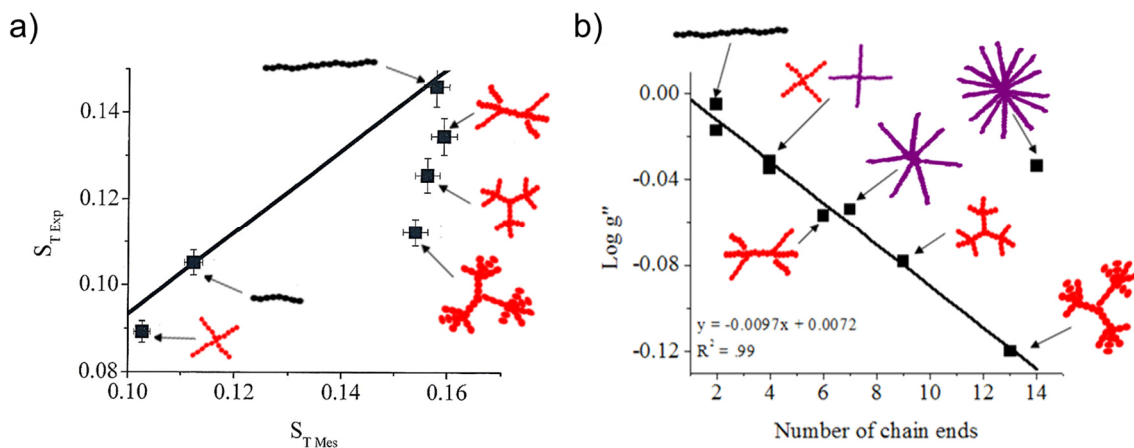 a)
S_T Exp
0.14
0.12
0.10
0.08
0.10 0.12 0.14 0.16
S_T Mes
b)
Log g"
0.00
-0.04
-0.08
-0.12
y = -0.0097x + 0.0072
R² = .99
2 4 6 8 10 12 14
Number of chain ends